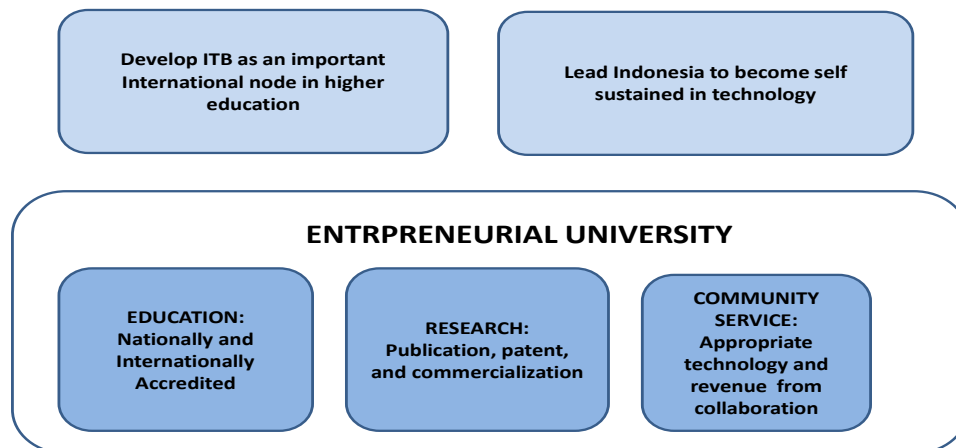 Develop ITB as an important
International node in higher
education
Lead Indonesia to become self
sustained in technology
ENTRPRENEURIAL UNIVERSITY
EDUCATION:
Nationally and
Internationally
Accredited
RESEARCH:
Publication, patent,
and commercialization
COMMUNITY
SERVICE:
Appropriate
technology and
revenue from
collaboration